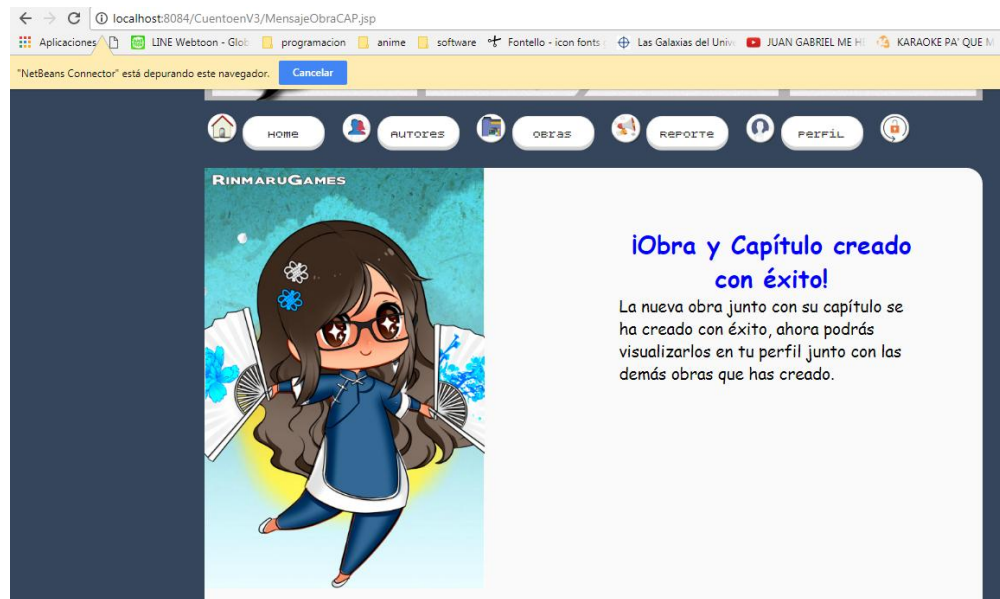 localhost:8084/CuentoenV3/MensajeObraCAP.jsp
Aplicaciones LINE Webtoon - Glob programacion anime software Fontello - icon fonts Las Galaxias del Univ JUAN GABRIEL ME H KARAOKE PA' QUE M
"NetBeans Connector" está depurando este navegador. Cancelar
Home Autores Obras Reporte Perfil
RinmaruGames
¡Obra y Capítulo creado
con éxito!
La nueva obra junto con su capítulo se
ha creado con éxito, ahora podrás
visualizarlos en tu perfil junto con las
demás obras que has creado.